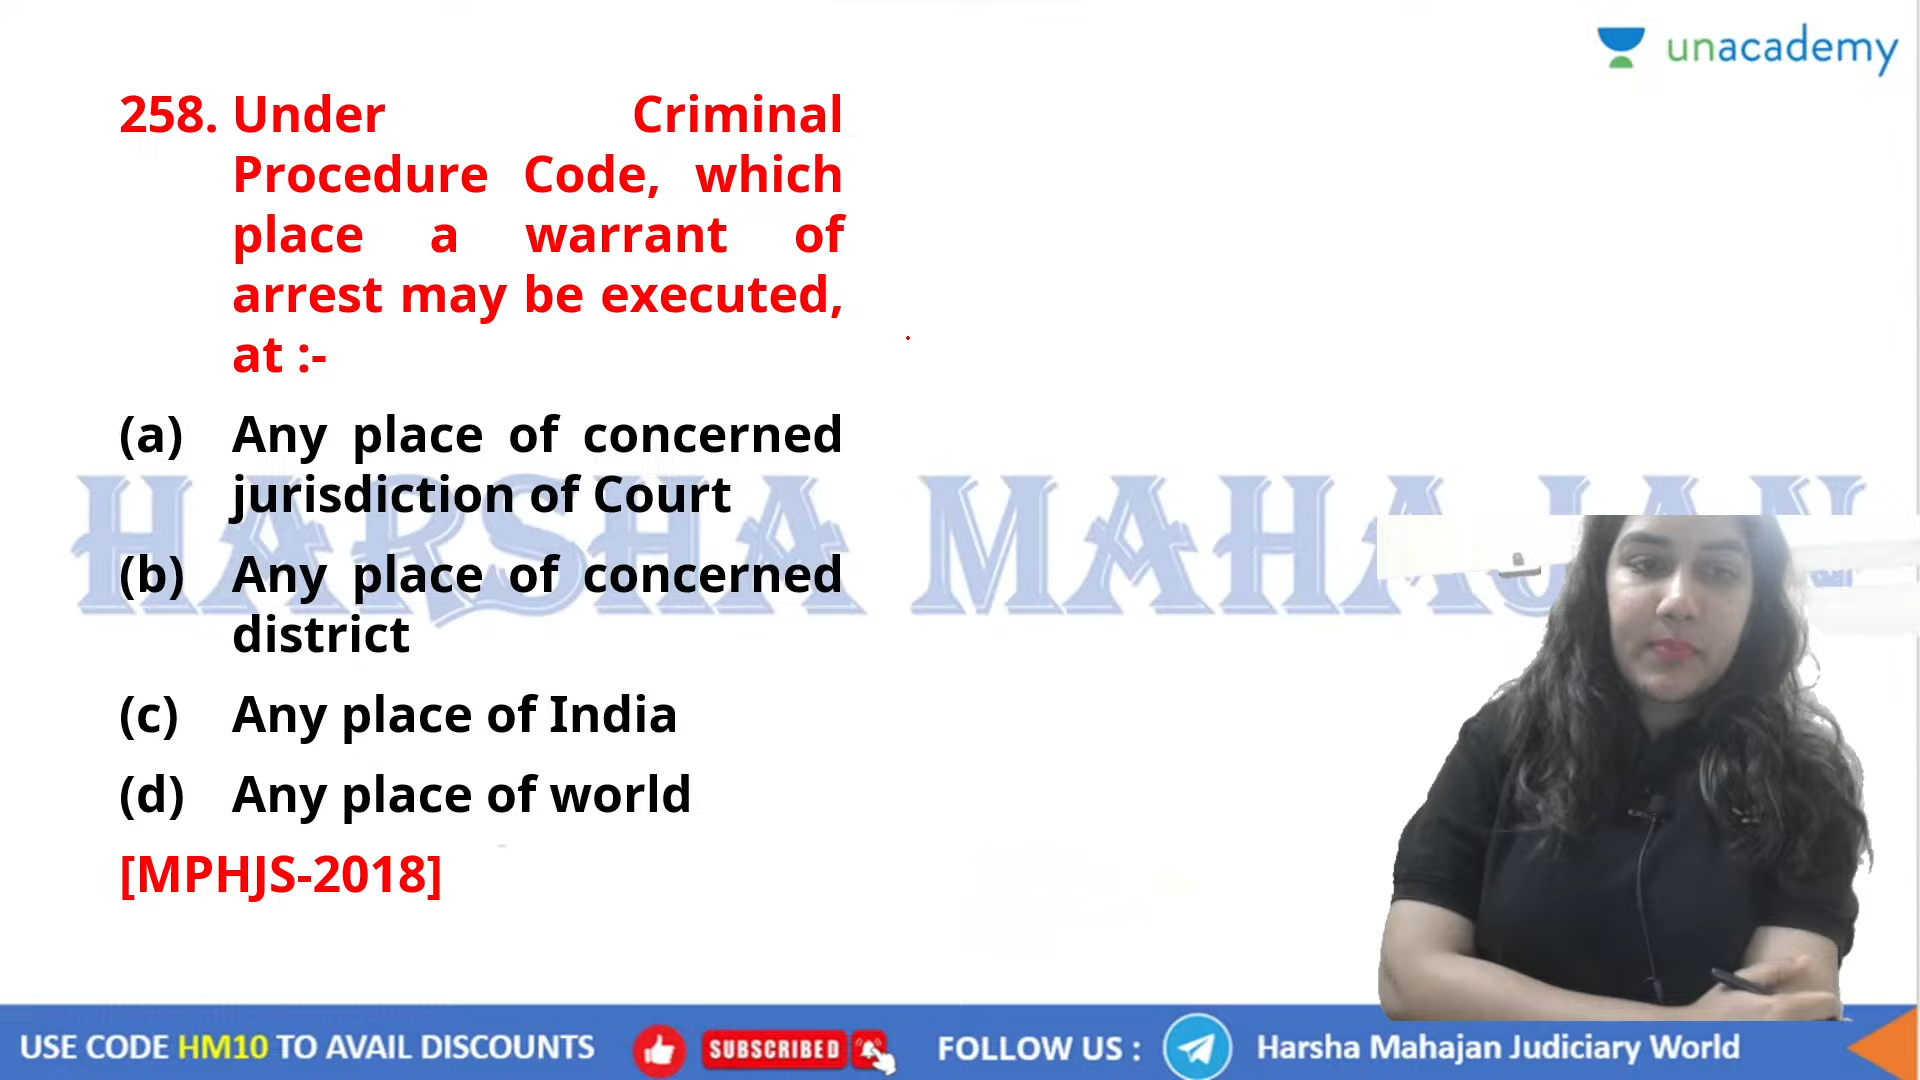 unacademy
258. Under Criminal
Procedure Code, which
place a warrant of
arrest may be executed,
at :-
(a) Any place of concerned
jurisdiction of Court
(b) Any place of concerned
district
(c) Any place of India
(d) Any place of world
[MPHJS-2018]
HARSHA MAHAJAN
USE CODE HM10 TO AVAIL DISCOUNTS
SUBSCRIBED
FOLLOW US :
Harsha Mahajan Judiciary World